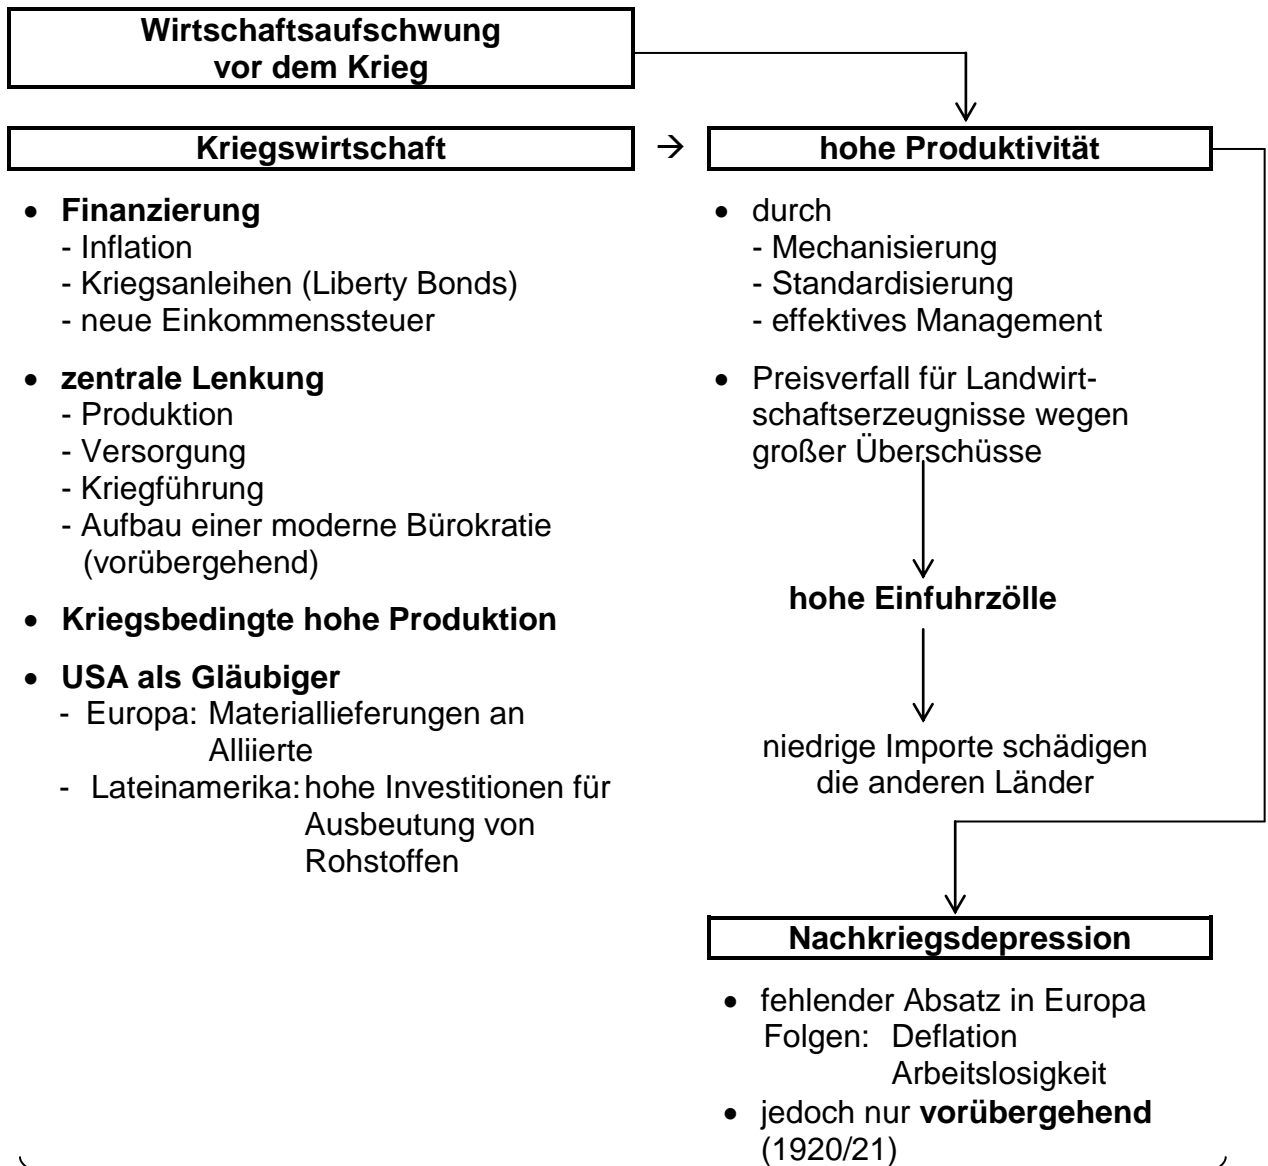 Wirtschaftsaufschwung
vor dem Krieg
Kriegswirtschaft
→
hohe Produktivität
• Finanzierung
- Inflation
- Kriegsanleihen (Liberty Bonds)
- neue Einkommenssteuer
• zentrale Lenkung
- Produktion
- Versorgung
- Kriegführung
- Aufbau einer moderne Bürokratie
(vorübergehend)
• Kriegsbedingte hohe Produktion
• USA als Gläubiger
- Europa: Materiallieferungen an
Alliierte
- Lateinamerika: hohe Investitionen für
Ausbeutung von
Rohstoffen
• durch
- Mechanisierung
- Standardisierung
- effektives Management
• Preisverfall für Landwirt-
schaftserzeugnisse wegen
großer Überschüsse
hohe Einfuhrzölle
niedrige Importe schädigen
die anderen Länder
Nachkriegsdepression
• fehlender Absatz in Europa
Folgen: Deflation
Arbeitslosigkeit
• jedoch nur vorübergehend
(1920/21)